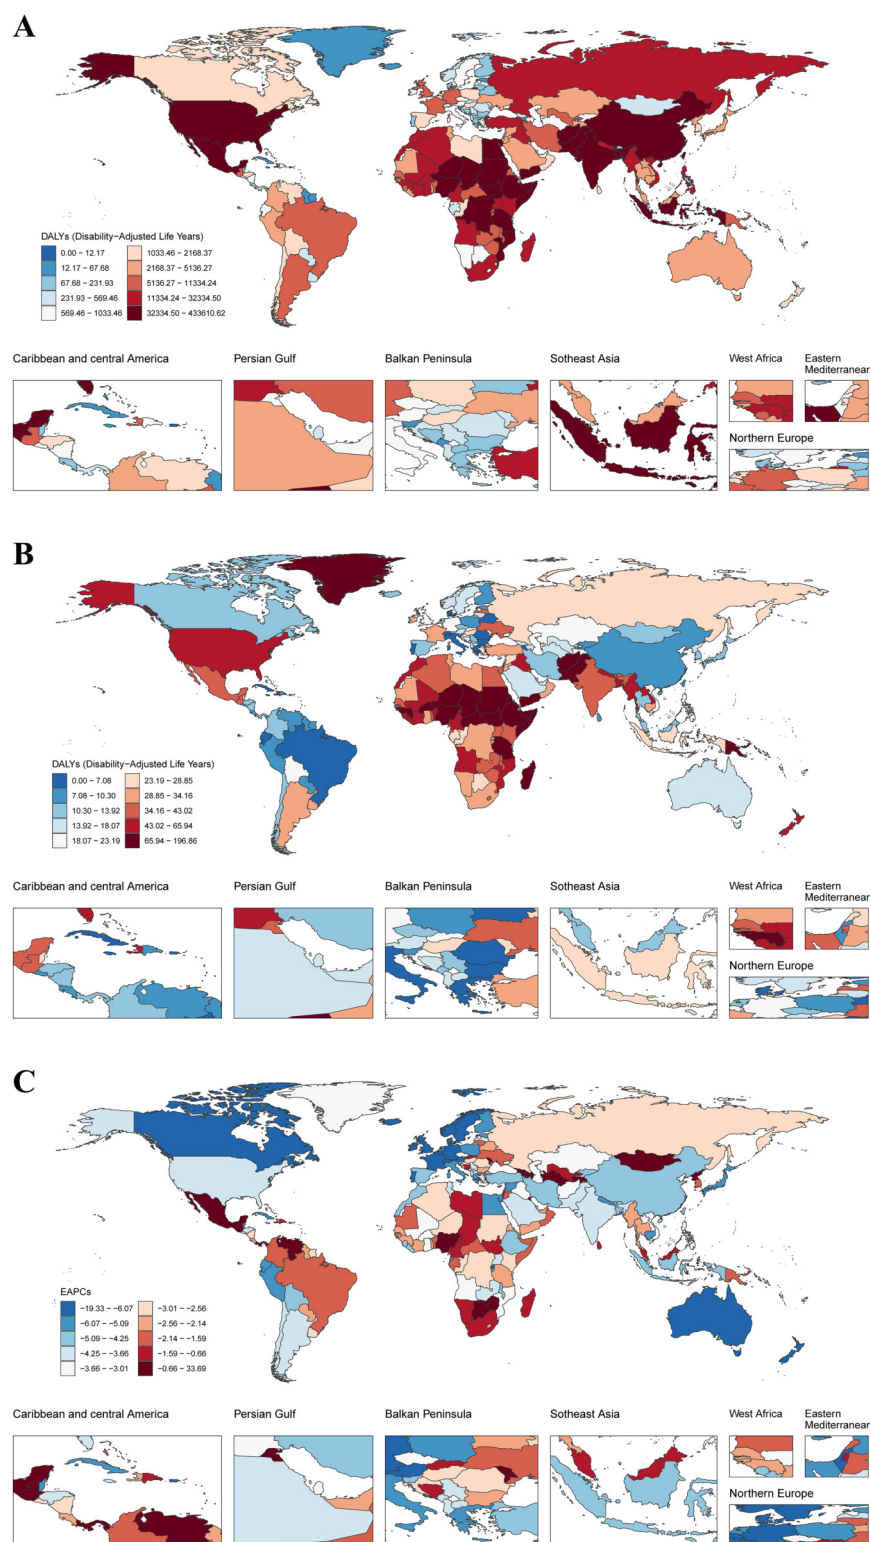 A
DALYs (Disability−Adjusted Life Years)
0.00 − 12.17
12.17 − 67.68
67.68 − 231.93
231.93 − 569.46
569.46 − 1033.46
1033.46 − 2168.37
2168.37 − 5136.27
5136.27 − 11334.24
11334.24 − 32334.50
32334.50 − 433610.62
Caribbean and central America
Persian Gulf
Balkan Peninsula
Sotheast Asia
West Africa
Eastern
Mediterranean
Northern Europe
B
DALYs (Disability−Adjusted Life Years)
0.00 − 7.08
7.08 − 10.30
10.30 − 13.92
13.92 − 18.07
18.07 − 23.19
23.19 − 28.85
28.85 − 34.16
34.16 − 43.02
43.02 − 65.94
65.94 − 196.86
Caribbean and central America
Persian Gulf
Balkan Peninsula
Sotheast Asia
West Africa
Eastern
Mediterranean
Northern Europe
C
EAPCs
−19.33 − −6.07
−6.07 − −5.09
−5.09 − −4.25
−4.25 − −3.66
−3.66 − −3.01
−3.01 − −2.56
−2.56 − −2.14
−2.14 − −1.59
−1.59 − −0.66
−0.66 − 33.69
Caribbean and central America
Persian Gulf
Balkan Peninsula
Sotheast Asia
West Africa
Eastern
Mediterranean
Northern Europe